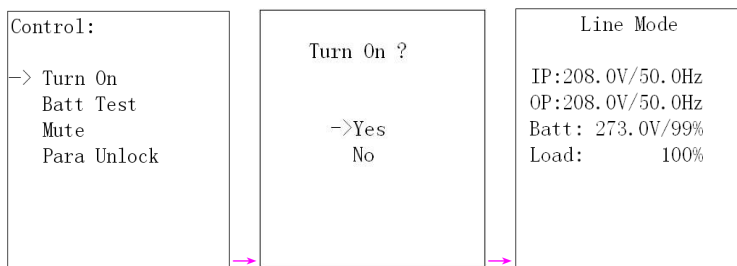 Control:
-> Turn On
Batt Test
Mute
Para Unlock
Turn On ?
->Yes
No
Line Mode
IP:208.0V/50.0Hz
OP:208.0V/50.0Hz
Batt: 273.0V/99%
Load: 100%